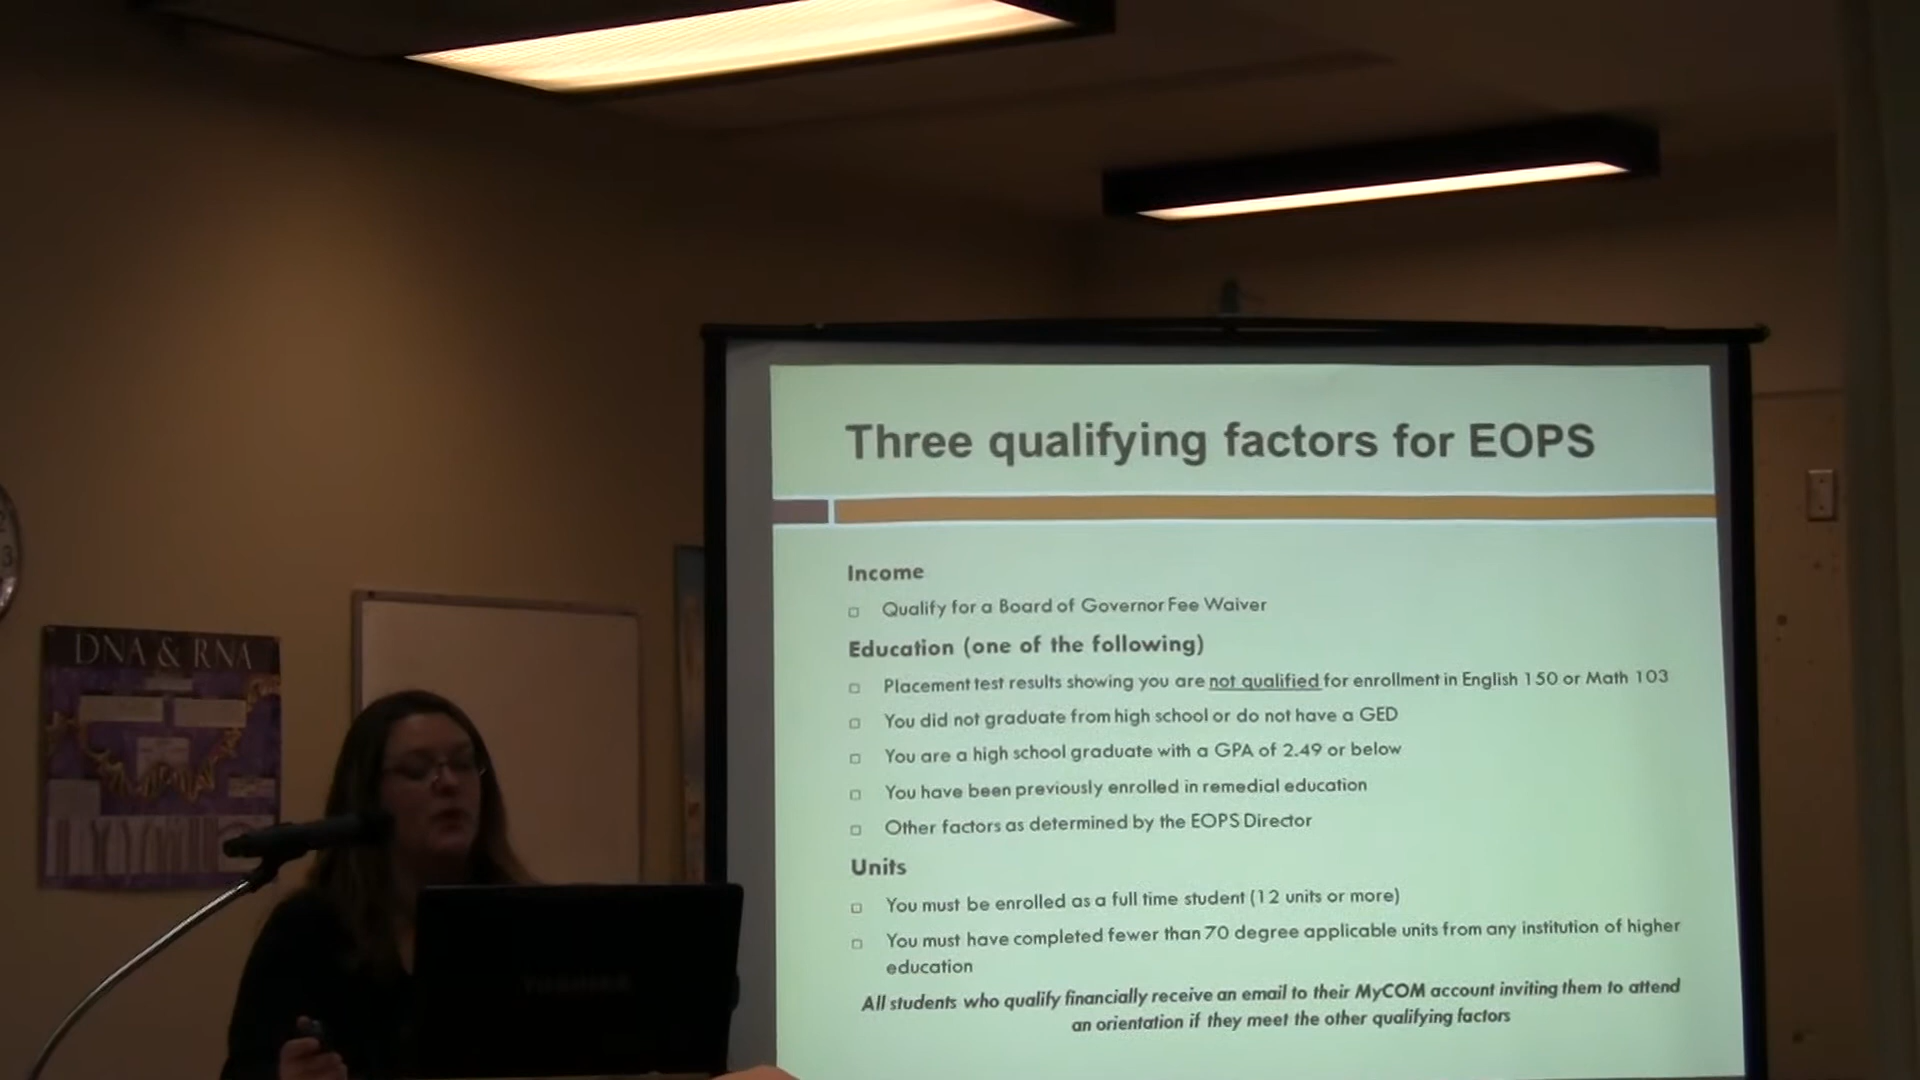 Three qualifying factors for EOPS
Income
Qualify for a Board of Governor Fee Waiver
Education (one of the following)
Placement test results showing you are not qualified for enrollment in English 150 or Math 103
You did not graduate from high school or do not have a GED
You are a high school graduate with a GPA of 2.49 or below
You have been previously enrolled in remedial education
Other factors as determined by the EOPS Director
Units
You must be enrolled as a full time student (12 units or more)
You must have completed fewer than 70 degree applicable units from any institution of higher
education
All students who qualify financially receive an email to their MyCOM account inviting them to attend
an orientation if they meet the other qualifying factors
DNA & RNA
2
3